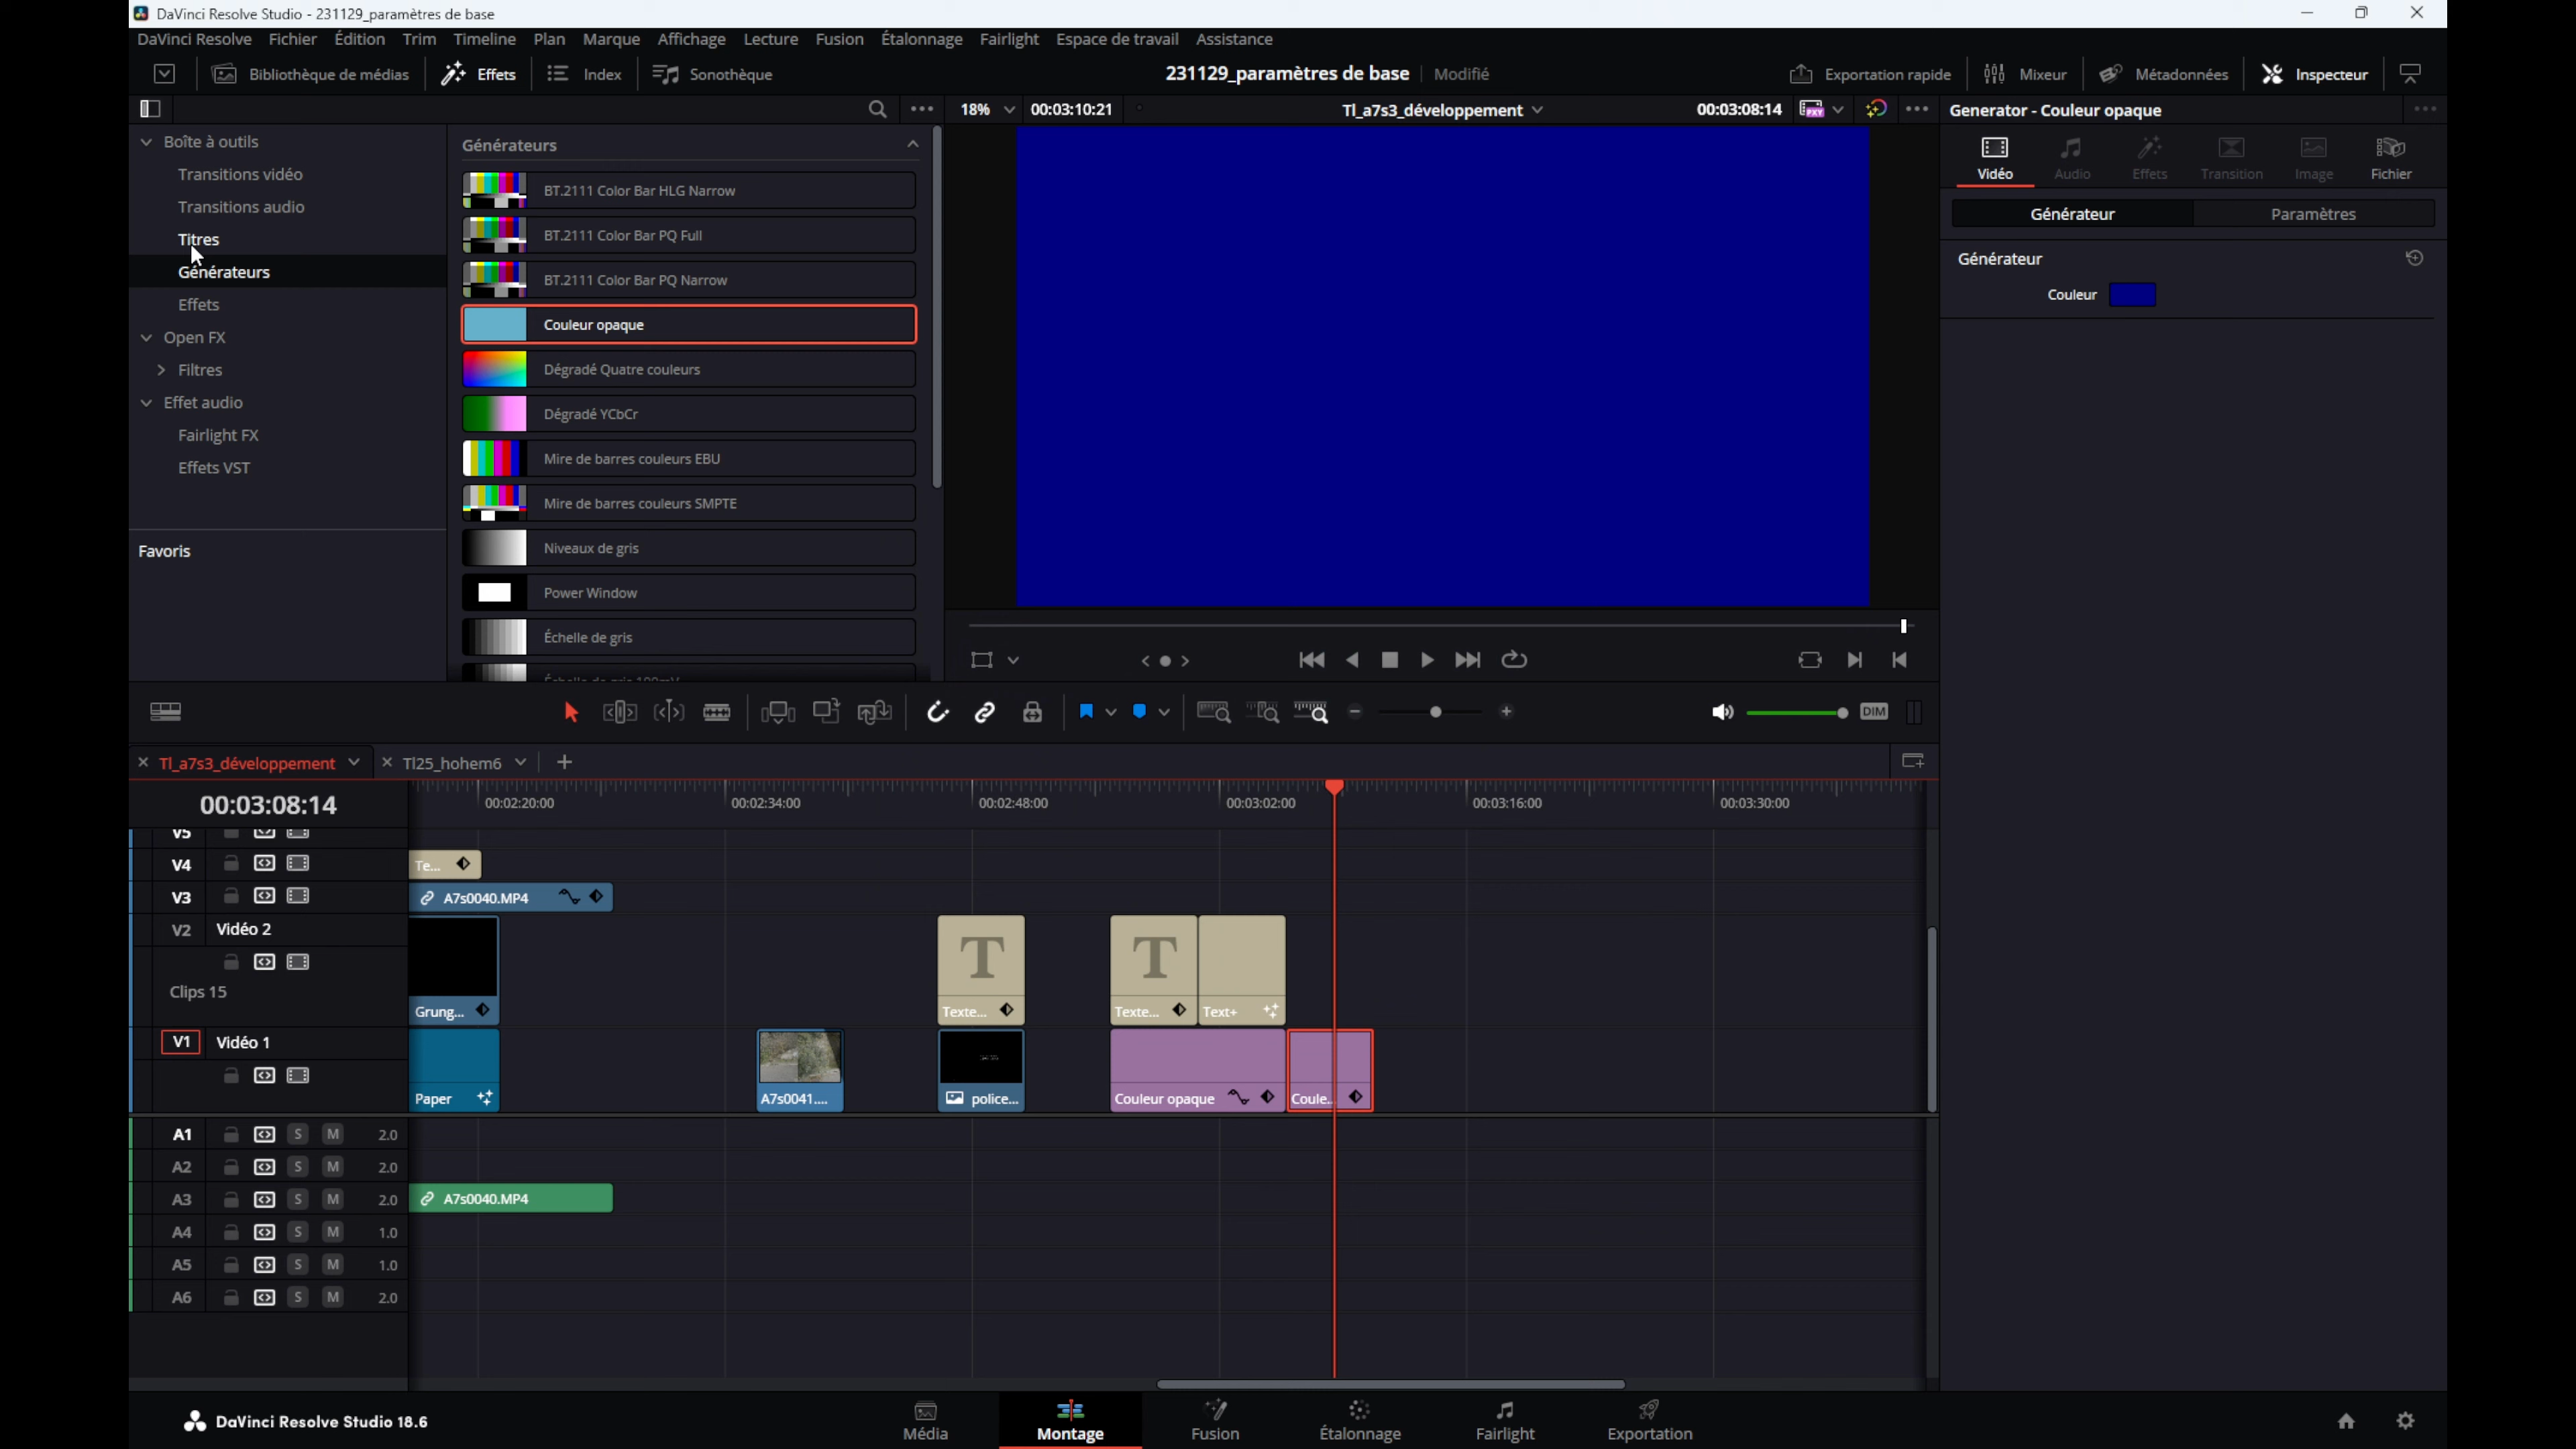 DaVinci Resolve Studio - 231129_paramètres de base
DaVinci Resolve Fichier Édition Trim Timeline Plan Marque Affichage Lecture Fusion Étalonnage Fairlight Espace de travail Assistance
Bibliothèque de médias Effets Index Sonothèque 231129_paramètres de base Modifié Exportation rapide Mixeur Métadonnées Inspecteur
18% 00:03:10:21 Tl_a7s3_développement 00:03:08:14 PXY Generator - Couleur opaque
Boîte à outils
Transitions vidéo
Transitions audio
Titres
Générateurs
Effets
Open FX
Filtres
Effet audio
Fairlight FX
Effets VST
Favoris
Générateurs
BT.2111 Color Bar HLG Narrow
BT.2111 Color Bar PQ Full
BT.2111 Color Bar PQ Narrow
Couleur opaque
Dégradé Quatre couleurs
Dégradé YCbCr
Mire de barres couleurs EBU
Mire de barres couleurs SMPTE
Niveaux de gris
Power Window
Échelle de gris
Vidéo Audio Effets Transition Image Fichier
Générateur Paramètres
Générateur
Couleur
DIM
Tl_a7s3_développement Tl25_hohem6
00:03:08:14
00:02:20:00 00:02:34:00 00:02:48:00 00:03:02:00 00:03:16:00 00:03:30:00
V5
V4 Te...
V3 A7s0040.MP4
V2 Vidéo 2
Clips 15
Grung... Texte... Texte... Text+
V1 Vidéo 1
Paper A7s0041.... police... Couleur opaque Coule...
A1 S M 2.0
A2 S M 2.0
A3 S M 2.0 A7s0040.MP4
A4 S M 1.0
A5 S M 1.0
A6 S M 2.0
DaVinci Resolve Studio 18.6
Média Montage Fusion Étalonnage Fairlight Exportation